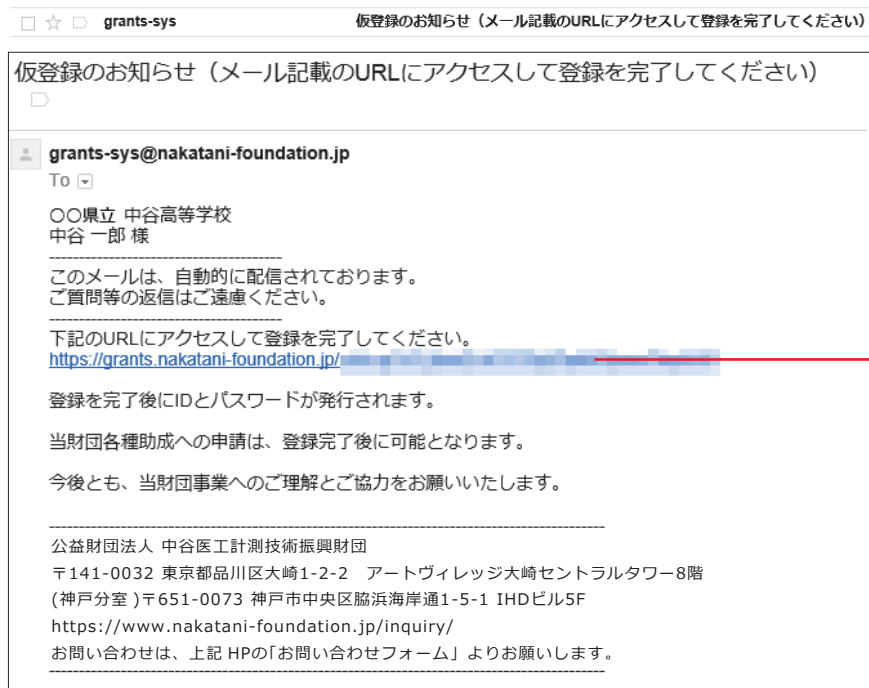 grants-sys 仮登録のお知らせ（メール記載のURLにアクセスして登録を完了してください）
仮登録のお知らせ（メール記載のURLにアクセスして登録を完了してください）
grants-sys@nakatani-foundation.jp
To
〇〇県立 中谷高等学校
中谷 一郎 様
---------------------------------------
このメールは、自動的に配信されております。
ご質問等の返信はご遠慮ください。
---------------------------------------
下記のURLにアクセスして登録を完了してください。
https://grants.nakatani-foundation.jp/
登録を完了後にIDとパスワードが発行されます。
当財団各種助成への申請は、登録完了後に可能となります。
今後とも、当財団事業へのご理解とご協力をお願いいたします。
---------------------------------------------------------------------------------------------
公益財団法人 中谷医工計測技術振興財団
〒141-0032 東京都品川区大崎1-2-2　アートヴィレッジ大崎セントラルタワー8階
(神戸分室 )〒651-0073 神戸市中央区脇浜海岸通1-5-1 IHDビル5F
https://www.nakatani-foundation.jp/inquiry/
お問い合わせは、上記 HPの「お問い合わせフォーム」よりお願いします。
---------------------------------------------------------------------------------------------